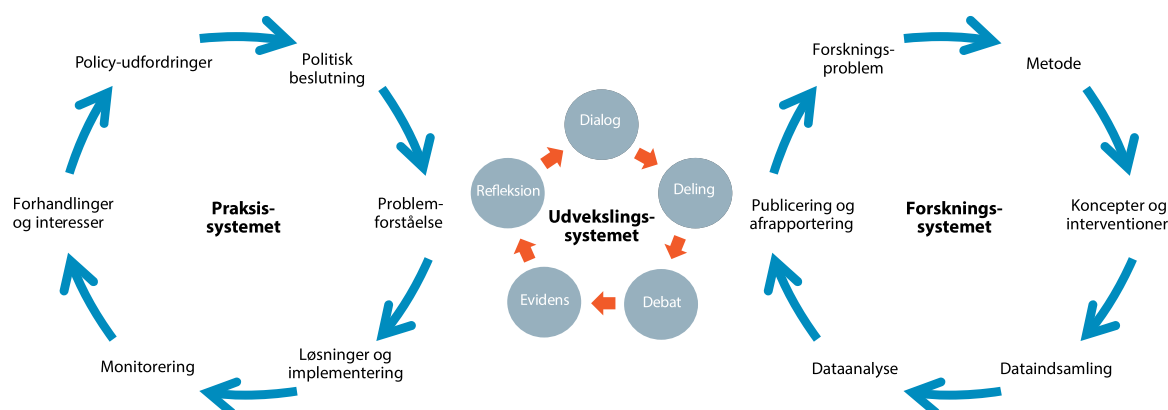 Policy-udfordringer
Politisk
beslutning
Problem-
forståelse
Løsninger og
implementering
Monitorering
Forhandlinger
og interesser
Praksis-
systemet
Dialog
Deling
Debat
Evidens
Refleksion
Udvekslings-
systemet
Forsknings-
problem
Metode
Koncepter og
interventioner
Dataindsamling
Dataanalyse
Publicering og
afrapportering
Forsknings-
systemet